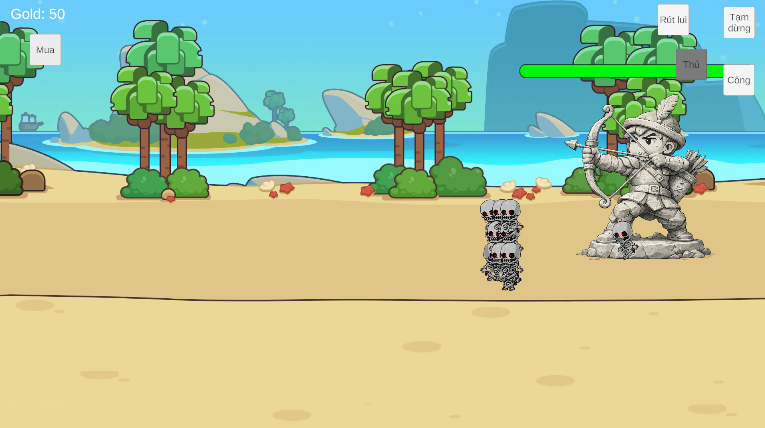 Gold: 50
Mua
Rút lui
Tạm
dừng
Thủ
Công